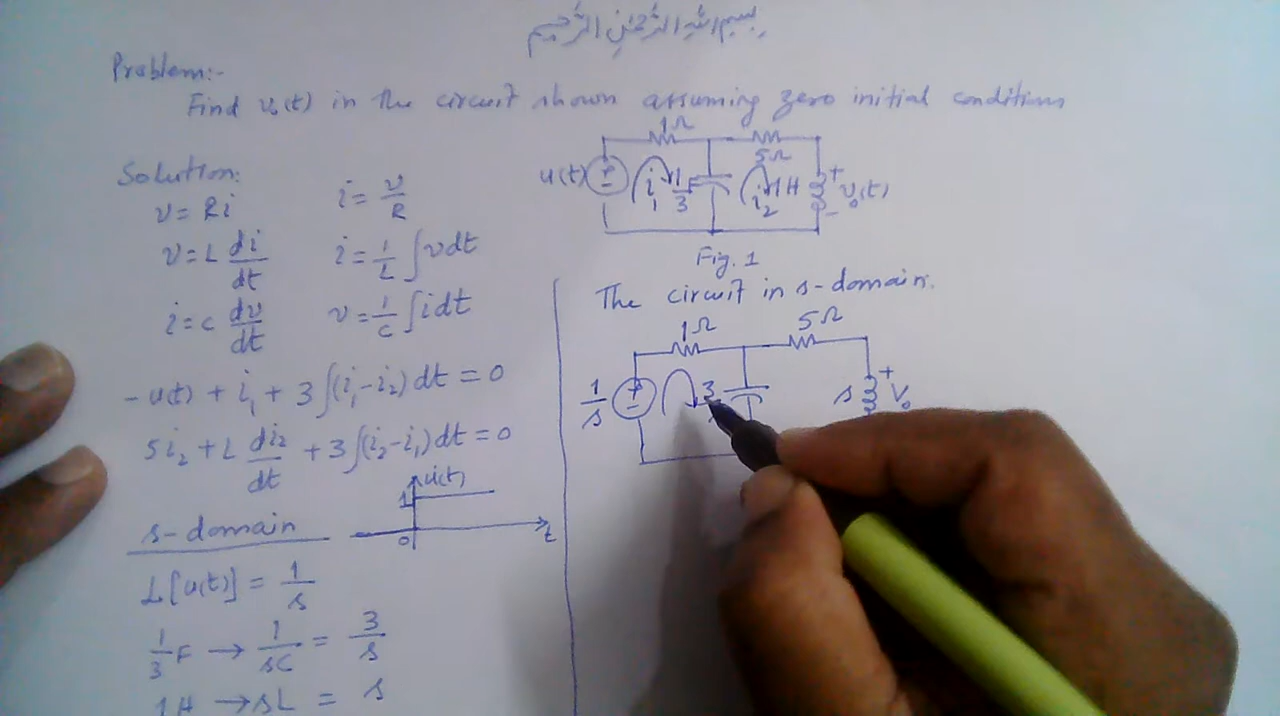 بسم الله الرحمن الرحيم
Problem:-
Find v₀(t) in the circuit shown assuming zero initial conditions
Solution:
v = Ri
i = v/R
v = L di/dt
i = 1/L ∫vdt
i = c dv/dt
v = 1/c ∫idt
-u(t) + i₁ + 3∫(i₁-i₂)dt = 0
5i₂ + L di₂/dt + 3∫(i₂-i₁)dt = 0
u(t)
1
0
t
s-domain
L[u(t)] = 1/s
1/3 F → 1/sC = 3/s
1H → sL = s
1Ω
5Ω
u(t) + - i₁ 1/3 F i₂ 1H + v₀(t) -
Fig. 1
The circuit in s-domain.
1Ω
5Ω
1/s + - 3 s + V₀